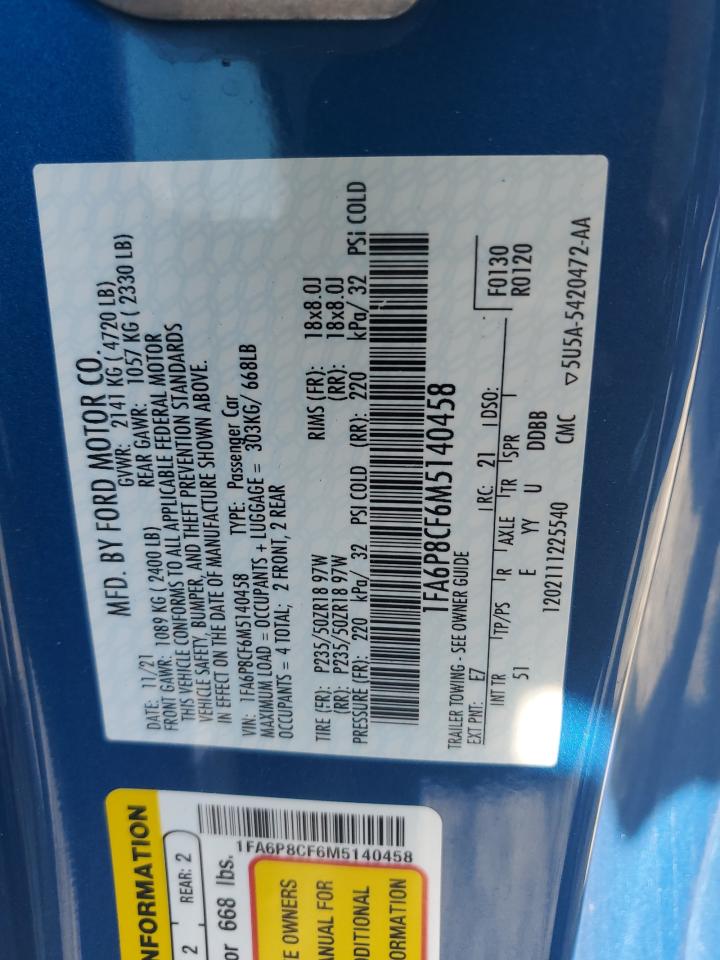 MFD. BY FORD MOTOR CO.
DATE: 11/21 GVWR: 2141 KG ( 4720 LB)
FRONT GAWR: 1089 KG ( 2400 LB) REAR GAWR: 1057 KG ( 2330 LB)
THIS VEHICLE CONFORMS TO ALL APPLICABLE FEDERAL MOTOR
VEHICLE SAFETY, BUMPER, AND THEFT PREVENTION STANDARDS
IN EFFECT ON THE DATE OF MANUFACTURE SHOWN ABOVE.
VIN: 1FA6P8CF6M5140458 TYPE: Passenger Car
MAXIMUM LOAD = OCCUPANTS + LUGGAGE = 303KG/ 668LB
OCCUPANTS = 4 TOTAL; 2 FRONT, 2 REAR
TIRE (FR): P235/50ZR18 97W RIMS (FR): 18x8.0J
(RR): P235/50ZR18 97W (RR): 18x8.0J
PRESSURE (FR): 220 kPa/ 32 PSI COLD (RR): 220 kPa/ 32 PSi COLD
1FA6P8CF6M5140458
TRAILER TOWING - SEE OWNER GUIDE
EXT PNT: E7 RC: 21 DSO: F0130
R0120
INT TR TP/PS R AXLE TR SPR
51 E YY U DDBB
12021111225540 CMC ▽5U5A-5420472-AA
NFORMATION
2 REAR: 2
or 668 lbs.
1FA6P8CF6M5140458
E OWNERS
ANUAL FOR
DDITIONAL
ORMATION